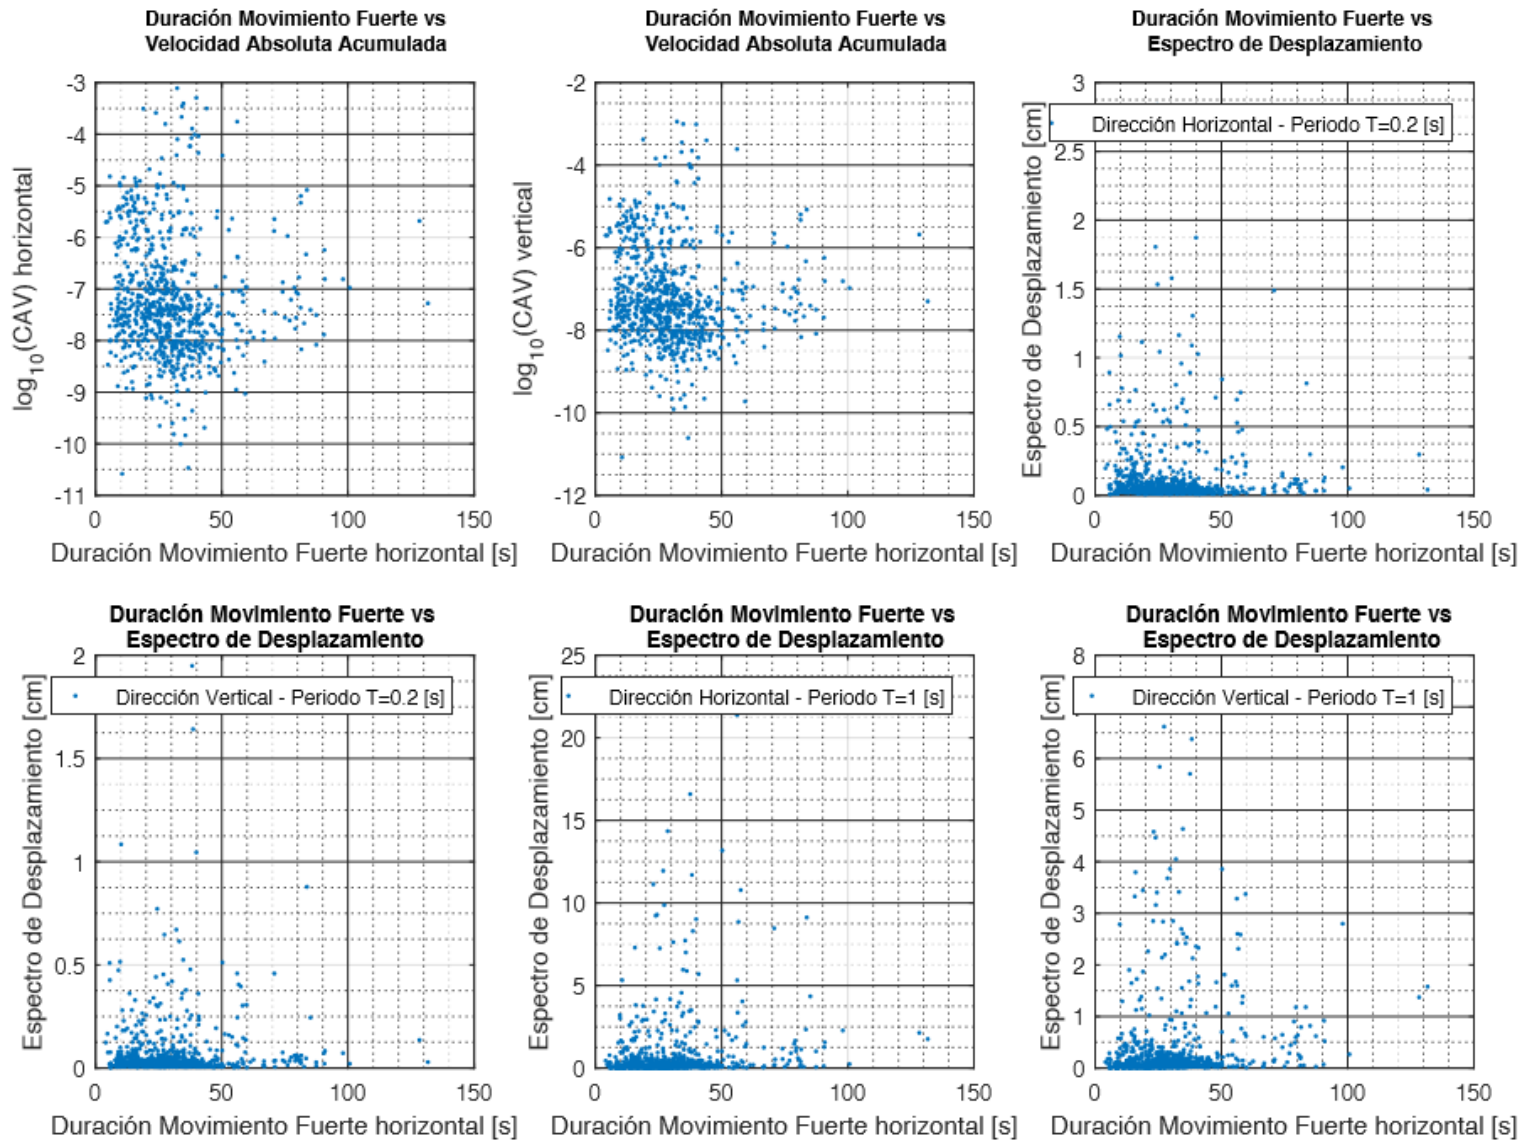 Duración Movimiento Fuerte vs
Velocidad Absoluta Acumulada
-3
-4
-5
-6
-7
-8
-9
-10
-11
log10(CAV) horizontal
0
50
100
150
Duración Movimiento Fuerte horizontal [s]
Duración Movimiento Fuerte vs
Velocidad Absoluta Acumulada
-2
-4
-6
-8
-10
-12
log10(CAV) vertical
0
50
100
150
Duración Movimiento Fuerte horizontal [s]
Duración Movimiento Fuerte vs
Espectro de Desplazamiento
3
2.5
2
1.5
1
0.5
0
Espectro de Desplazamiento [cm]
Dirección Horizontal - Periodo T=0.2 [s]
0
50
100
150
Duración Movimiento Fuerte horizontal [s]
Duración Movimiento Fuerte vs
Espectro de Desplazamiento
2
1.5
1
0.5
0
Espectro de Desplazamiento [cm]
Dirección Vertical - Periodo T=0.2 [s]
0
50
100
150
Duración Movimiento Fuerte horizontal [s]
Duración Movimiento Fuerte vs
Espectro de Desplazamiento
25
20
15
10
5
0
Espectro de Desplazamiento [cm]
Dirección Horizontal - Periodo T=1 [s]
0
50
100
150
Duración Movimiento Fuerte horizontal [s]
Duración Movimiento Fuerte vs
Espectro de Desplazamiento
8
6
5
4
3
2
1
0
Espectro de Desplazamiento [cm]
Dirección Vertical - Periodo T=1 [s]
0
50
100
150
Duración Movimiento Fuerte horizontal [s]